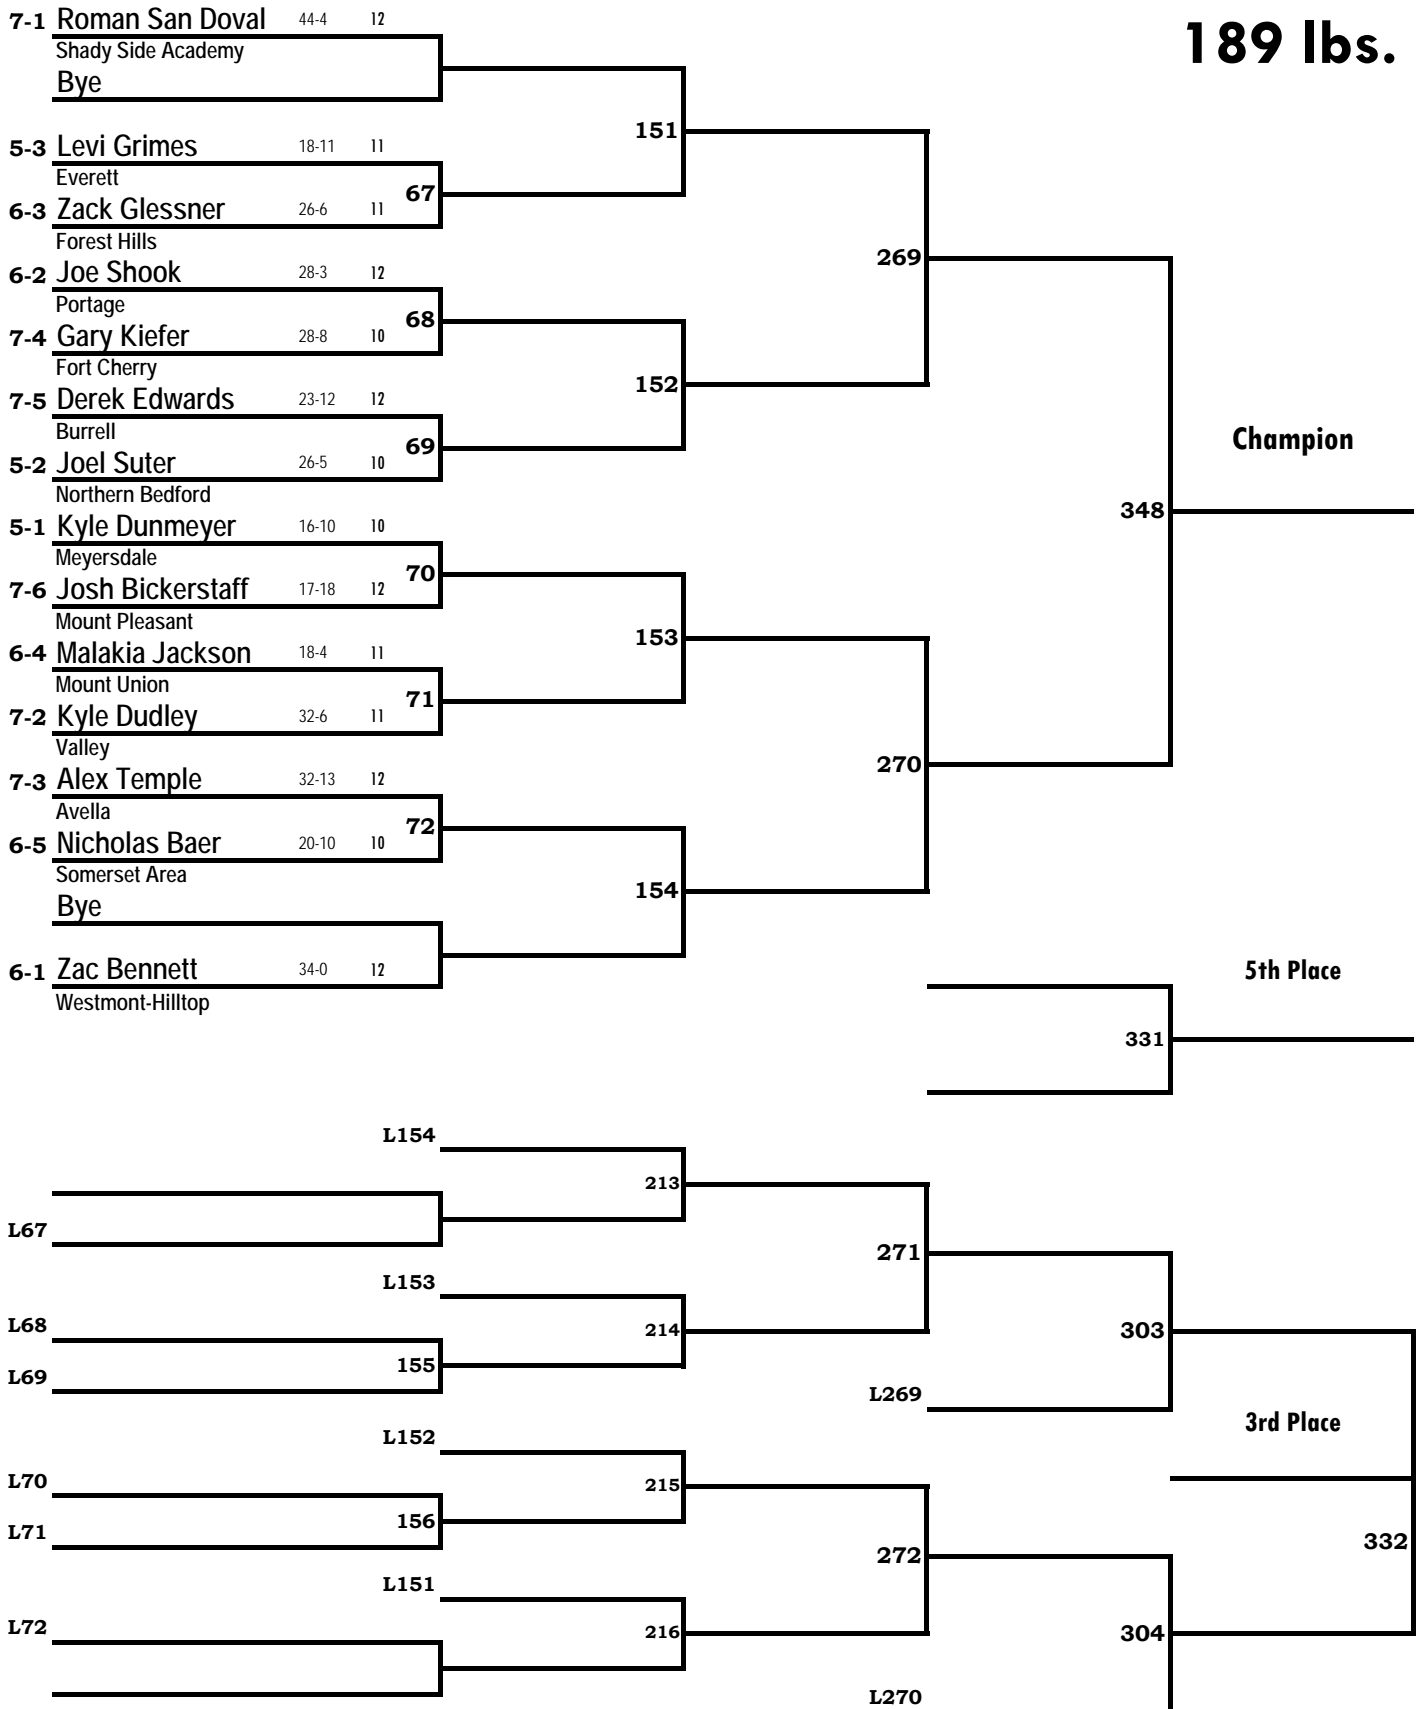 7-1 Roman San Doval 44-4 12
189 lbs.
Shady Side Academy
Bye
151
5-3 Levi Grimes 18-11 11
Everett
67
6-3 Zack Glessner 26-6 11
Forest Hills
269
6-2 Joe Shook 28-3 12
Portage
68
7-4 Gary Kiefer 28-8 10
Fort Cherry
152
7-5 Derek Edwards 23-12 12
Burrell
Champion
69
5-2 Joel Suter 26-5 10
Northern Bedford
348
5-1 Kyle Dunmeyer 16-10 10
Meyersdale
70
7-6 Josh Bickerstaff 17-18 12
Mount Pleasant
153
6-4 Malakia Jackson 18-4 11
Mount Union
71
7-2 Kyle Dudley 32-6 11
Valley
270
7-3 Alex Temple 32-13 12
Avella
72
6-5 Nicholas Baer 20-10 10
Somerset Area
154
Bye
6-1 Zac Bennett 34-0 12
5th Place
Westmont-Hilltop
331
L154
213
L67
271
L153
L68
214
303
155
L69
L269
3rd Place
L152
L70
215
156
L71
332
272
L151
L72
216
304
L270